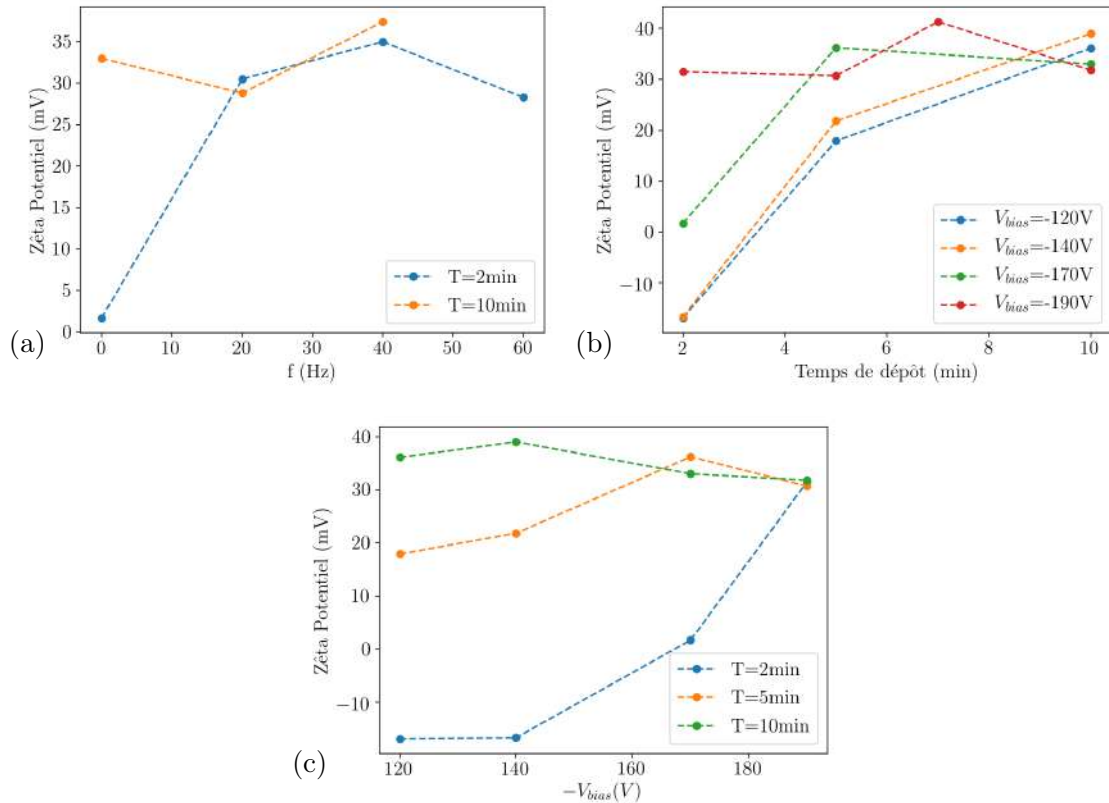 35
30
25
20
15
10
5
0
Zêta Potentiel (mV)
0 10 20 30 40 50 60
f (Hz)
T=2min
T=10min
(a)
40
30
20
10
0
−10
Zêta Potentiel (mV)
2 4 6 8 10
Temps de dépôt (min)
V_bias=-120V
V_bias=-140V
V_bias=-170V
V_bias=-190V
(b)
40
30
20
10
0
−10
Zêta Potentiel (mV)
120 140 160 180
−V_bias(V)
T=2min
T=5min
T=10min
(c)